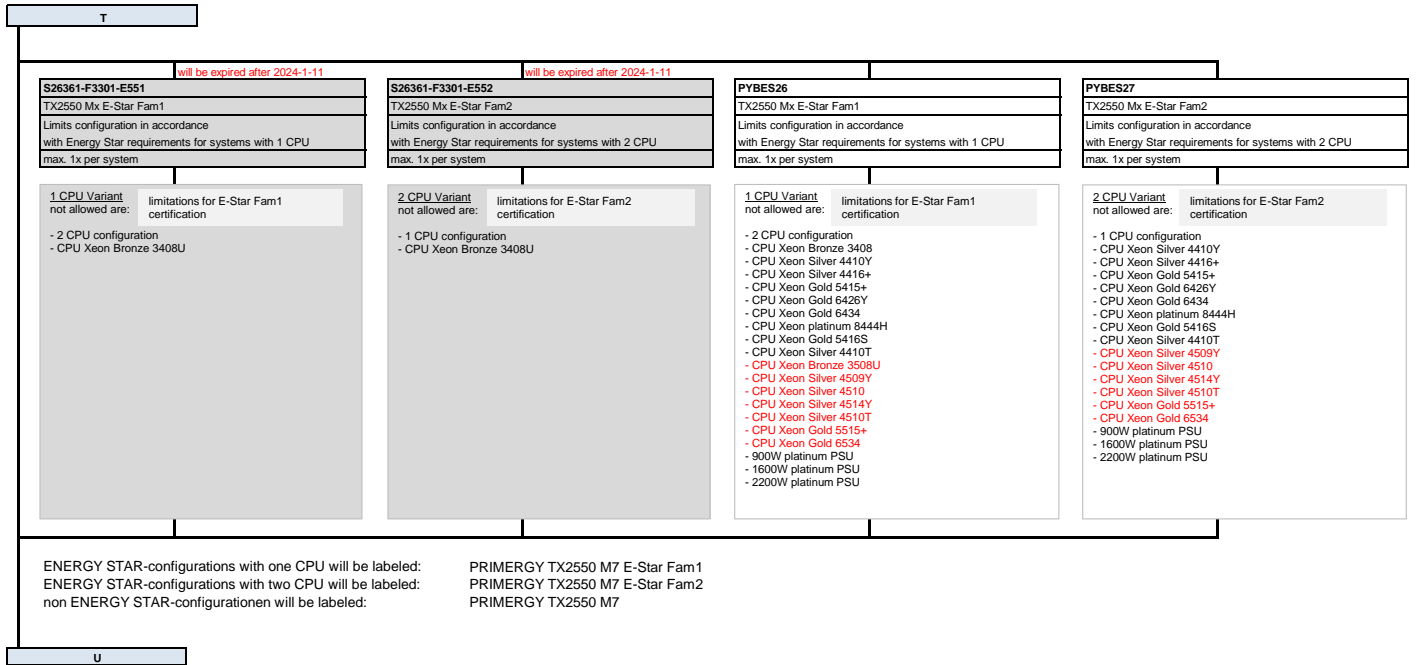 T
will be expired after 2024-1-11
S26361-F3301-E551
TX2550 Mx E-Star Fam1
Limits configuration in accordance
with Energy Star requirements for systems with 1 CPU
max. 1x per system
1 CPU Variant
not allowed are:
limitations for E-Star Fam1
certification
- 2 CPU configuration
- CPU Xeon Bronze 3408U
will be expired after 2024-1-11
S26361-F3301-E552
TX2550 Mx E-Star Fam2
Limits configuration in accordance
with Energy Star requirements for systems with 2 CPU
max. 1x per system
2 CPU Variant
not allowed are:
limitations for E-Star Fam2
certification
- 1 CPU configuration
- CPU Xeon Bronze 3408U
PYBES26
TX2550 Mx E-Star Fam1
Limits configuration in accordance
with Energy Star requirements for systems with 1 CPU
max. 1x per system
1 CPU Variant
not allowed are:
limitations for E-Star Fam1
certification
- 2 CPU configuration
- CPU Xeon Bronze 3408
- CPU Xeon Silver 4410Y
- CPU Xeon Silver 4416+
- CPU Xeon Gold 5415+
- CPU Xeon Gold 6426Y
- CPU Xeon Gold 6434
- CPU Xeon platinum 8444H
- CPU Xeon Gold 5416S
- CPU Xeon Silver 4410T
- CPU Xeon Bronze 3508U
- CPU Xeon Silver 4509Y
- CPU Xeon Silver 4510
- CPU Xeon Silver 4514Y
- CPU Xeon Silver 4510T
- CPU Xeon Gold 5515+
- CPU Xeon Gold 6534
- 900W platinum PSU
- 1600W platinum PSU
- 2200W platinum PSU
PYBES27
TX2550 Mx E-Star Fam2
Limits configuration in accordance
with Energy Star requirements for systems with 2 CPU
max. 1x per system
2 CPU Variant
not allowed are:
limitations for E-Star Fam2
certification
- 1 CPU configuration
- CPU Xeon Silver 4410Y
- CPU Xeon Silver 4416+
- CPU Xeon Gold 5415+
- CPU Xeon Gold 6426Y
- CPU Xeon Gold 6434
- CPU Xeon platinum 8444H
- CPU Xeon Gold 5416S
- CPU Xeon Silver 4410T
- CPU Xeon Silver 4509Y
- CPU Xeon Silver 4510
- CPU Xeon Silver 4514Y
- CPU Xeon Silver 4510T
- CPU Xeon Gold 5515+
- CPU Xeon Gold 6534
- 900W platinum PSU
- 1600W platinum PSU
- 2200W platinum PSU
ENERGY STAR-configurations with one CPU will be labeled: PRIMERGY TX2550 M7 E-Star Fam1
ENERGY STAR-configurations with two CPU will be labeled: PRIMERGY TX2550 M7 E-Star Fam2
non ENERGY STAR-configurationen will be labeled: PRIMERGY TX2550 M7
U